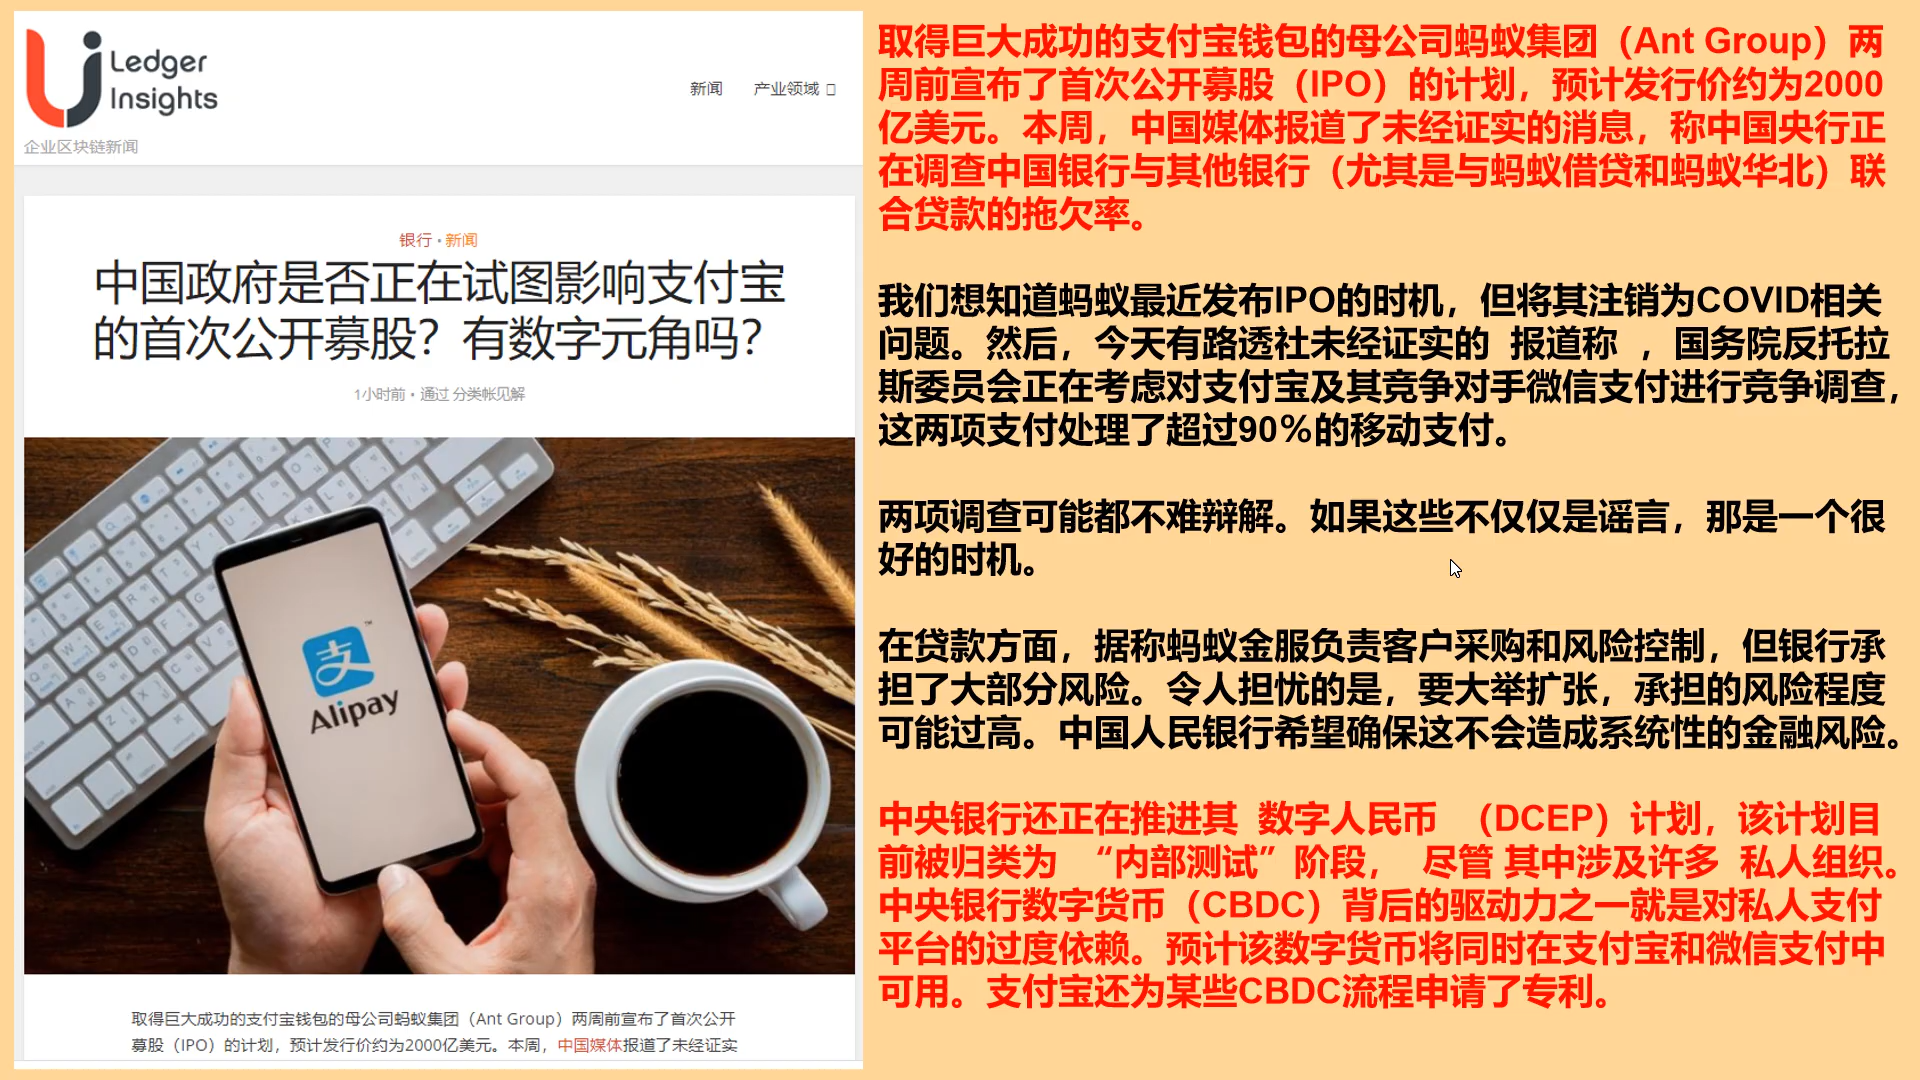 Ledger
Insights
企业区块链新闻
新闻 产业领域
银行 • 新闻
中国政府是否正在试图影响支付宝
的首次公开募股？有数字元角吗？
1小时前 • 通过 分类帐见解
支
Alipay
™
取得巨大成功的支付宝钱包的母公司蚂蚁集团（Ant Group）两周前宣布了首次公开
募股（IPO）的计划，预计发行价约为2000亿美元。本周，中国媒体报道了未经证实
取得巨大成功的支付宝钱包的母公司蚂蚁集团（Ant Group）两
周前宣布了首次公开募股（IPO）的计划，预计发行价约为2000
亿美元。本周，中国媒体报道了未经证实的消息，称中国央行正
在调查中国银行与其他银行（尤其是与蚂蚁借贷和蚂蚁华北）联
合贷款的拖欠率。
我们想知道蚂蚁最近发布IPO的时机，但将其注销为COVID相关
问题。然后，今天有路透社未经证实的 报道称 ，国务院反托拉
斯委员会正在考虑对支付宝及其竞争对手微信支付进行竞争调查，
这两项支付处理了超过90％的移动支付。
两项调查可能都不难辩解。如果这些不仅仅是谣言，那是一个很
好的时机。
在贷款方面，据称蚂蚁金服负责客户采购和风险控制，但银行承
担了大部分风险。令人担忧的是，要大举扩张，承担的风险程度
可能过高。中国人民银行希望确保这不会造成系统性的金融风险。
中央银行还正在推进其 数字人民币 （DCEP）计划，该计划目
前被归类为 “内部测试” 阶段， 尽管 其中涉及许多 私人组织。
中央银行数字货币（CBDC）背后的驱动力之一就是对私人支付
平台的过度依赖。预计该数字货币将同时在支付宝和微信支付中
可用。支付宝还为某些CBDC流程申请了专利。